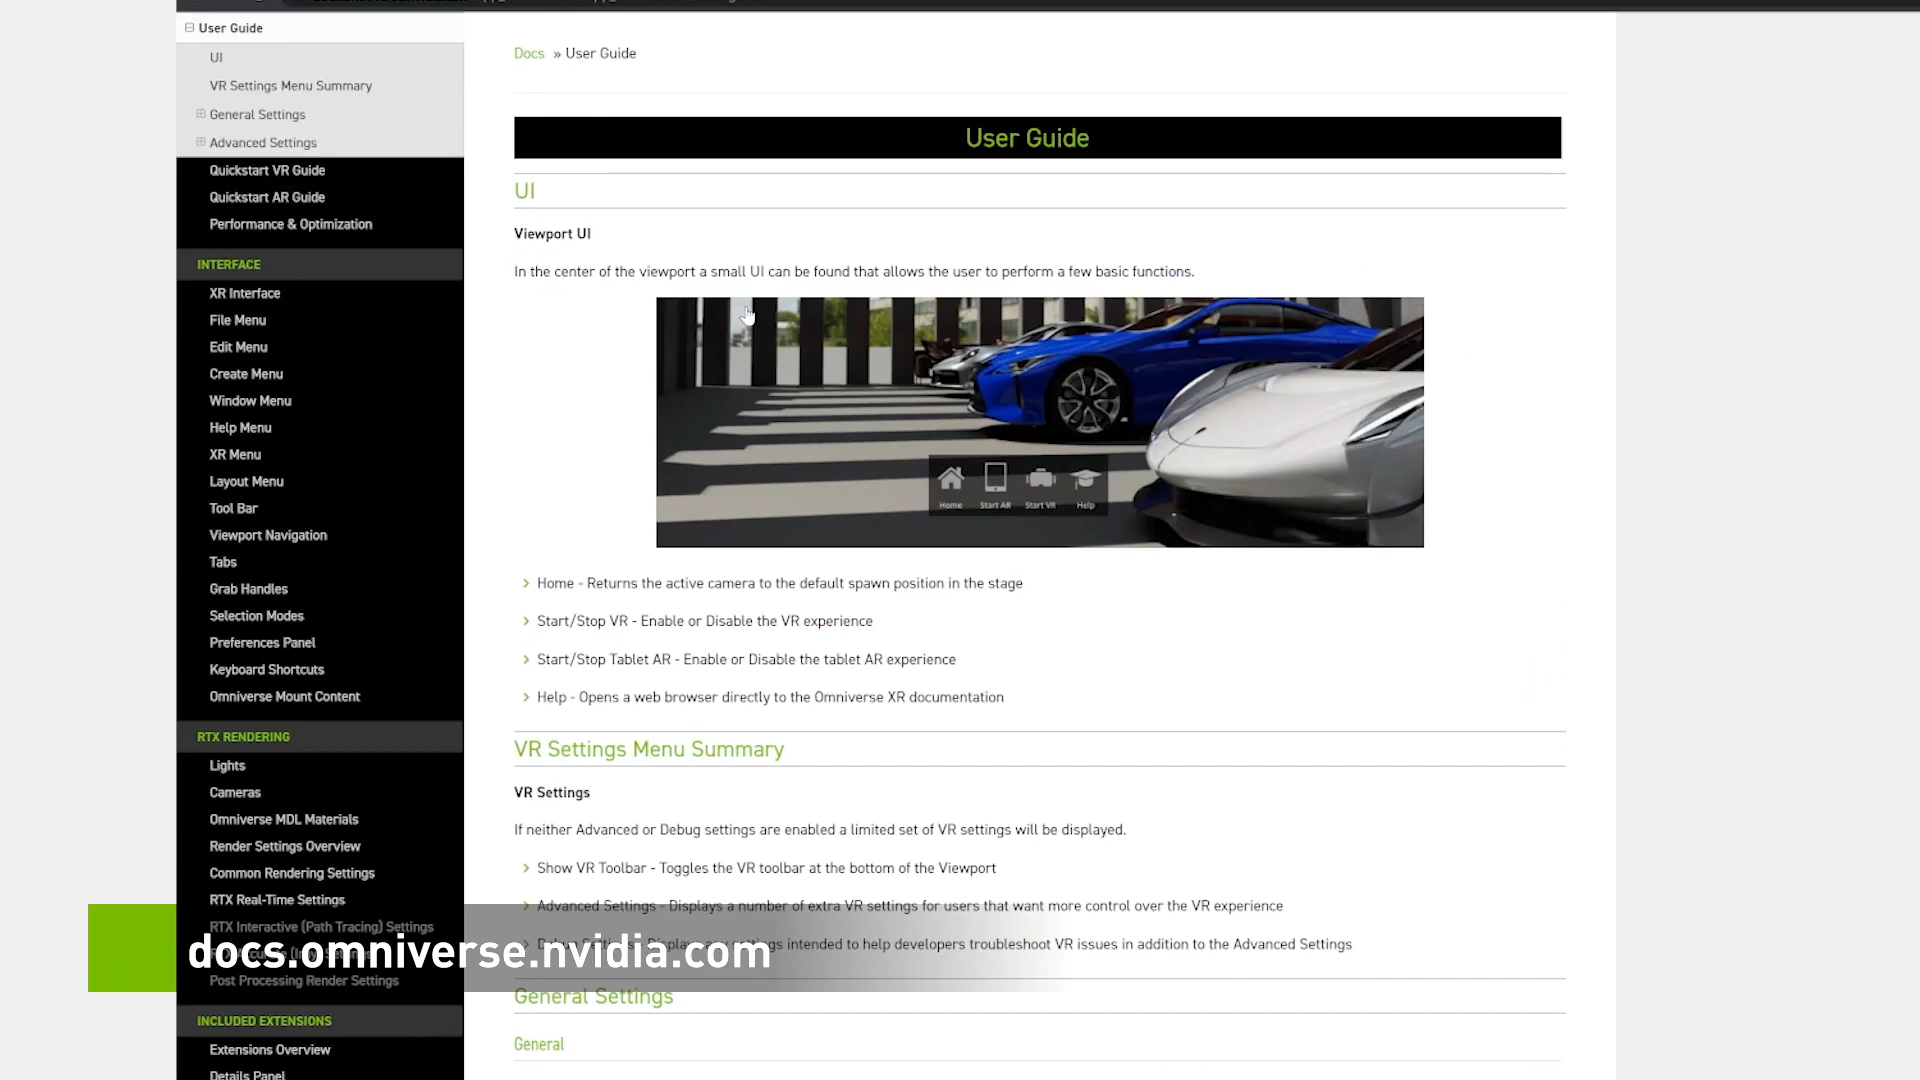 User Guide
UI
VR Settings Menu Summary
General Settings
Advanced Settings
Quickstart VR Guide
Quickstart AR Guide
Performance & Optimization
INTERFACE
XR Interface
File Menu
Edit Menu
Create Menu
Window Menu
Help Menu
XR Menu
Layout Menu
Tool Bar
Viewport Navigation
Tabs
Grab Handles
Selection Modes
Preferences Panel
Keyboard Shortcuts
Omniverse Mount Content
RTX RENDERING
Lights
Cameras
Omniverse MDL Materials
Render Settings Overview
Common Rendering Settings
RTX Real-Time Settings
RTX Interactive (Path Tracing) Settings
Post Processing Render Settings
INCLUDED EXTENSIONS
Extensions Overview
Details Panel
Docs » User Guide
User Guide
UI
Viewport UI
In the center of the viewport a small UI can be found that allows the user to perform a few basic functions.
Home Start AR Start VR Help
Home - Returns the active camera to the default spawn position in the stage
Start/Stop VR - Enable or Disable the VR experience
Start/Stop Tablet AR - Enable or Disable the tablet AR experience
Help - Opens a web browser directly to the Omniverse XR documentation
VR Settings Menu Summary
VR Settings
If neither Advanced or Debug settings are enabled a limited set of VR settings will be displayed.
Show VR Toolbar - Toggles the VR toolbar at the bottom of the Viewport
Advanced Settings - Displays a number of extra VR settings for users that want more control over the VR experience
intended to help developers troubleshoot VR issues in addition to the Advanced Settings
General Settings
General
docs.omniverse.nvidia.com